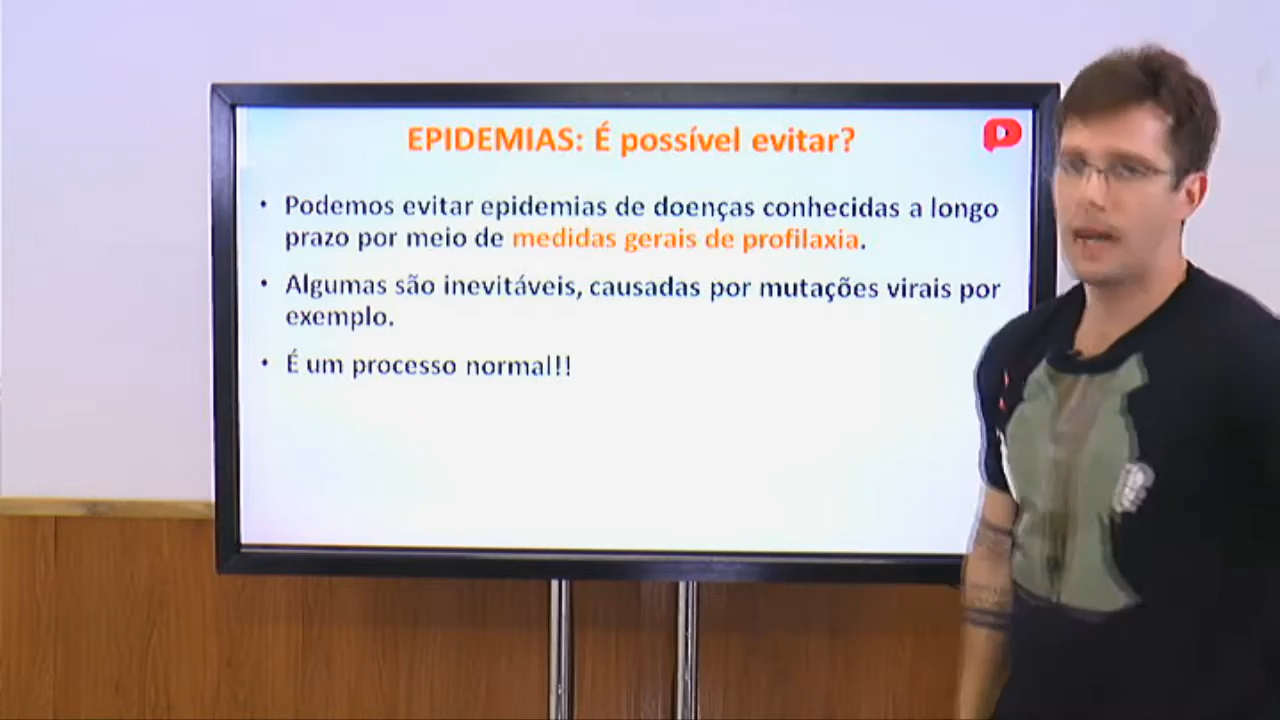 EPIDEMIAS: É possível evitar?
• Podemos evitar epidemias de doenças conhecidas a longo
prazo por meio de medidas gerais de profilaxia.
• Algumas são inevitáveis, causadas por mutações virais por
exemplo.
• É um processo normal!!